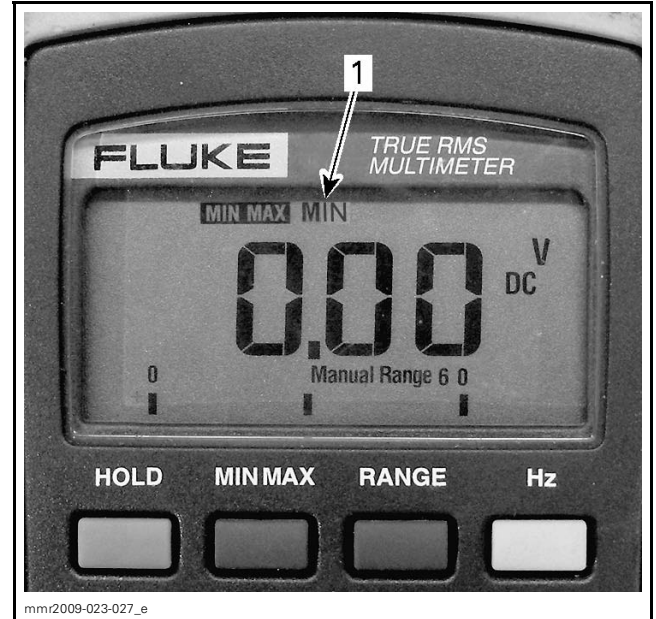 1
FLUKE
TRUE RMS
MULTIMETER
MIN MAX MIN
0.00 V
DC
0 Manual Range 6 0
HOLD MIN MAX RANGE Hz
mmr2009-023-027_e